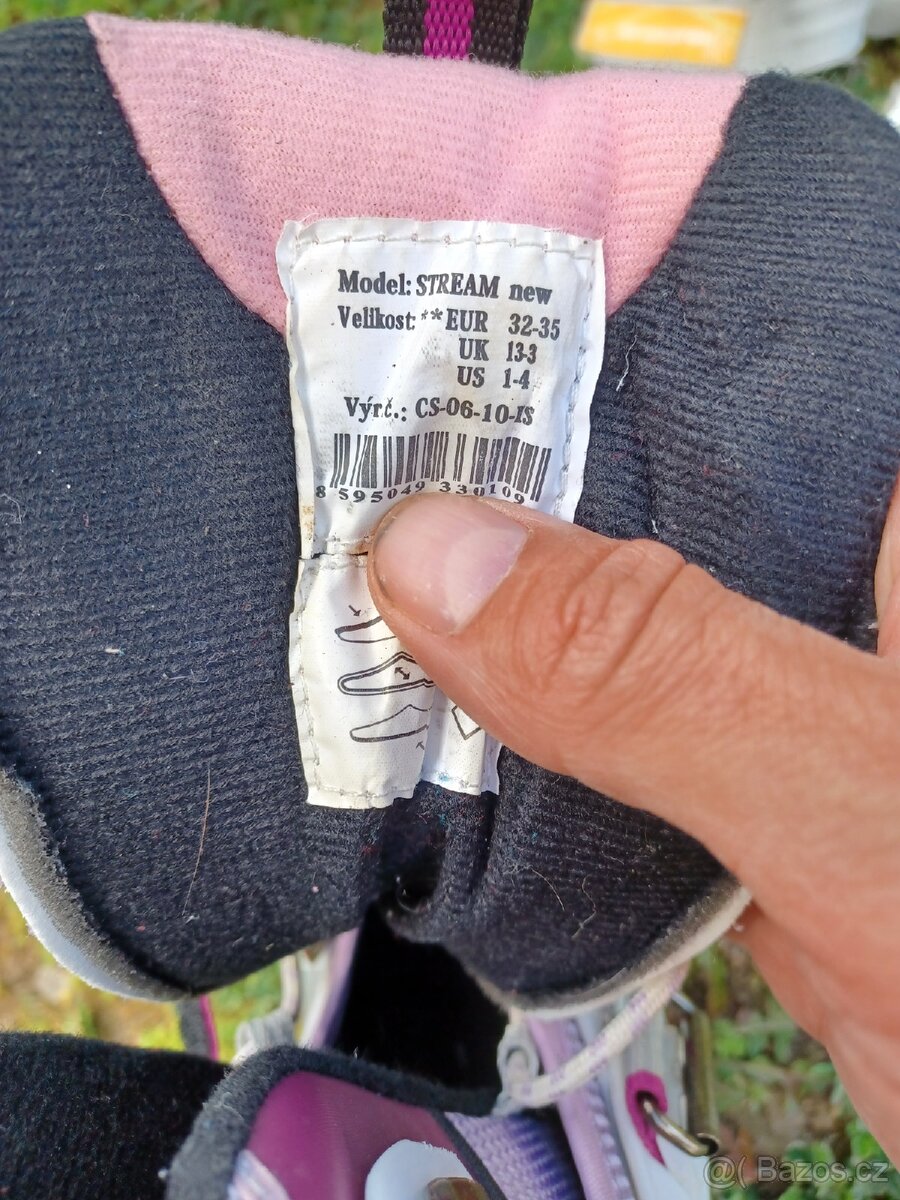 Model: STREAM new
Velikost: **EUR 32-35
UK 13-3
US 1-4
Výrč.: CS-06-10-IS
8 595049 330109
@( Bazos.cz